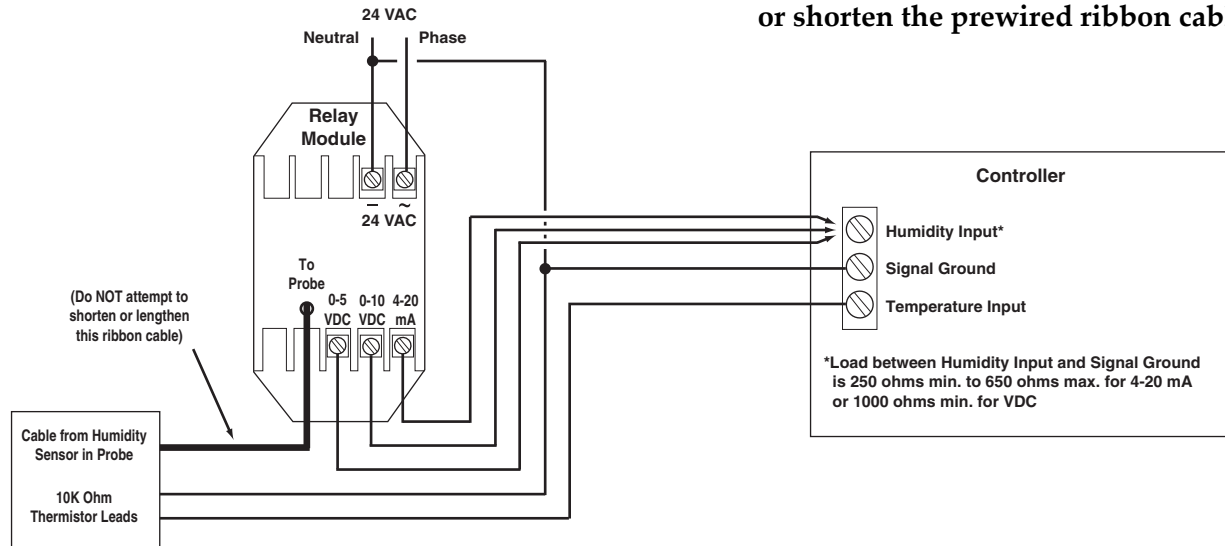 or shorten the prewired ribbon cab
24 VAC
Neutral Phase
Relay
Module
– ~
24 VAC
To
Probe
0-5 0-10 4-20
VDC VDC mA
(Do NOT attempt to
shorten or lengthen
this ribbon cable)
Cable from Humidity
Sensor in Probe
10K Ohm
Thermistor Leads
Controller
Humidity Input*
Signal Ground
Temperature Input
*Load between Humidity Input and Signal Ground
is 250 ohms min. to 650 ohms max. for 4-20 mA
or 1000 ohms min. for VDC